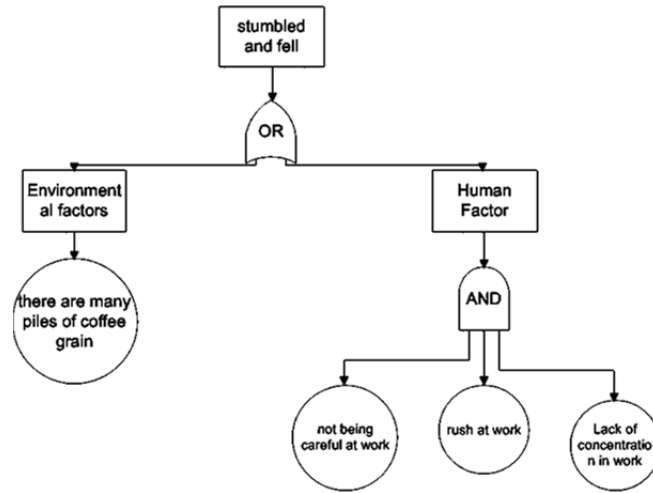 stumbled
and fell
OR
Environment
al factors
Human
Factor
there are many
piles of coffee
grain
AND
not being
careful at work
rush at work
Lack of
concentratio
n in work